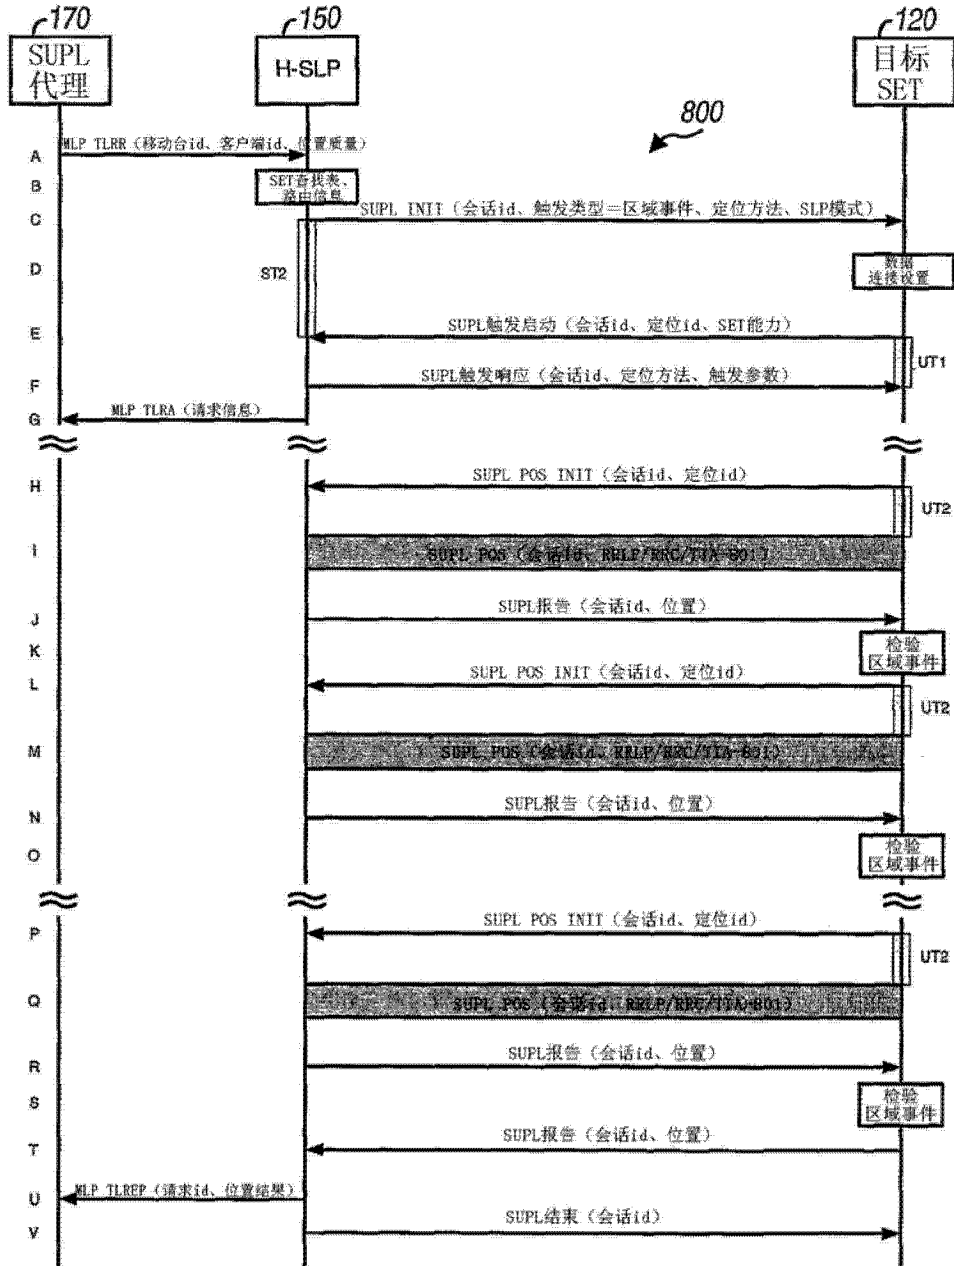 170
150
120
SUPL
代理
H-SLP
目标
SET
800
A
MLP TLRR（移动台id、客户端id、位置质量）
B
SET查找表、
路由信息
C
SUPL INIT（会话id、触发类型＝区域事件、定位方法、SLP模式）
D
ST2
数据
连接设置
E
SUPL触发启动（会话id、定位id、SET能力）
UT1
F
SUPL触发响应（会话id、定位方法、触发参数）
G
MLP TLRA（请求信息）
H
SUPL POS INIT（会话id、定位id）
UT2
I
SUPL POS（会话id、RRLP/RRC/TIA-801）
J
SUPL报告（会话id、位置）
K
检验
区域事件
L
SUPL POS INIT（会话id、定位id）
UT2
M
SUPL POS（会话id、RRLP/RRC/TIA-801）
N
SUPL报告（会话id、位置）
O
检验
区域事件
P
SUPL POS INIT（会话id、定位id）
UT2
Q
SUPL POS（会话id、RRLP/RRC/TIA-801）
R
SUPL报告（会话id、位置）
S
检验
区域事件
T
SUPL报告（会话id、位置）
U
MLP TLREP（请求id、位置结果）
V
SUPL结束（会话id）